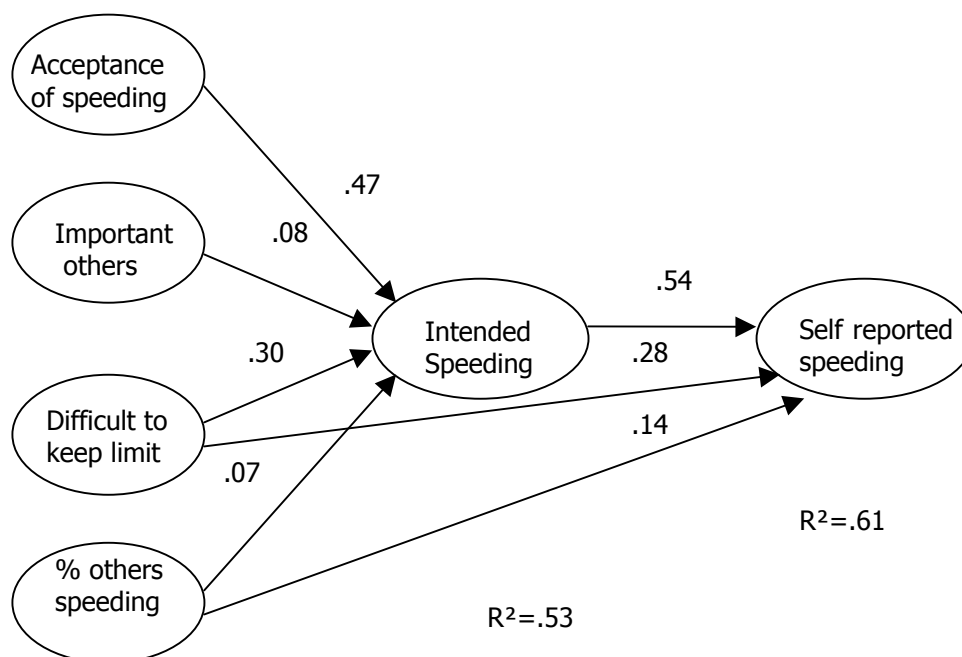 Acceptance
of speeding
.47
Important
others
.08
.54
Intended
Speeding
Self reported
speeding
.30
.28
Difficult to
keep limit
.14
.07
R²=.61
% others
speeding
R²=.53